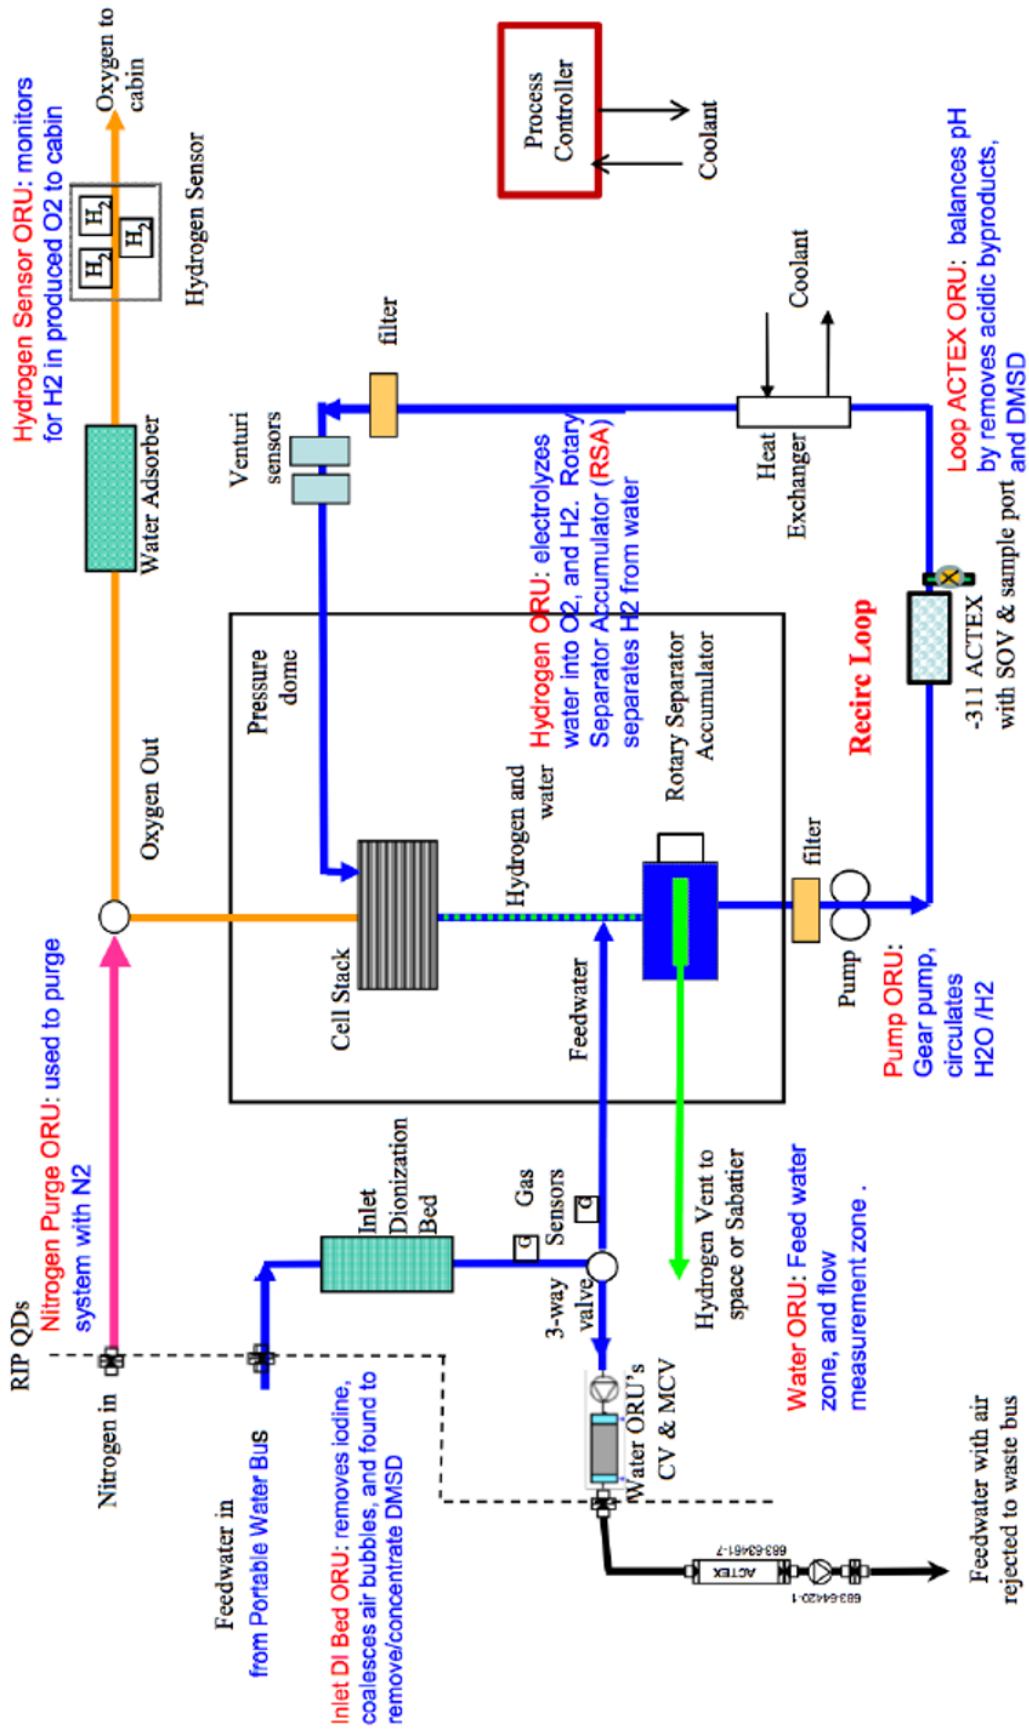 RIP QDs
Nitrogen Purge ORU: used to purge
system with N2
Hydrogen Sensor ORU: monitors
for H2 in produced O2 to cabin
Nitrogen in
Oxygen Out
Water Adsorber
H2
H2
H2
Hydrogen Sensor
Oxygen to
cabin
Feedwater in
from Portable Water Bus
Inlet DI Bed ORU: removes iodine,
coalesces air bubbles, and found to
remove/concentrate DMSD
Inlet
Dionization
Bed
Pressure
dome
Venturi
sensors
filter
Process
Controller
Coolant
Cell Stack
G
Gas
Sensors
G
3-way
valve
Feedwater
Hydrogen and
water
Hydrogen ORU: electrolyzes
water into O2, and H2. Rotary
Separator Accumulator (RSA)
separates H2 from water
Water ORU's
CV & MCV
Hydrogen Vent to
space or Sabatier
Rotary Separator
Accumulator
Heat
Exchanger
Coolant
683-63461-7
ACTEX
683-64420-1
Water ORU: Feed water
zone, and flow
measurement zone .
filter
Pump
Recirc Loop
Pump ORU:
Gear pump,
circulates
H2O /H2
-311 ACTEX
with SOV & sample port
X
Loop ACTEX ORU: balances pH
by removes acidic byproducts,
and DMSD
Feedwater with air
rejected to waste bus